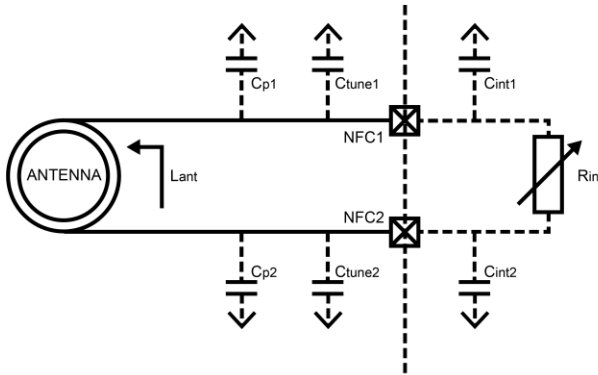 Cp1
Ctune1
Cint1
NFC1
ANTENNA
Lant
Rin
NFC2
Cp2
Ctune2
Cint2